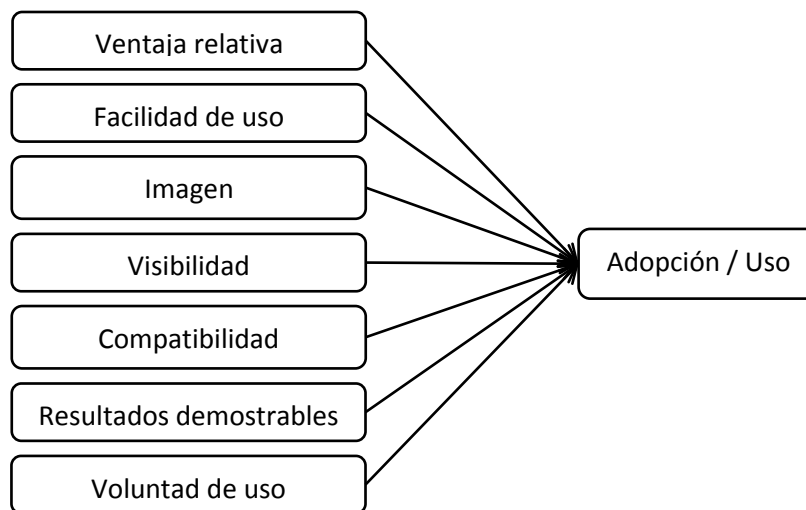 Ventaja relativa
Facilidad de uso
Imagen
Visibilidad
Adopción / Uso
Compatibilidad
Resultados demostrables
Voluntad de uso